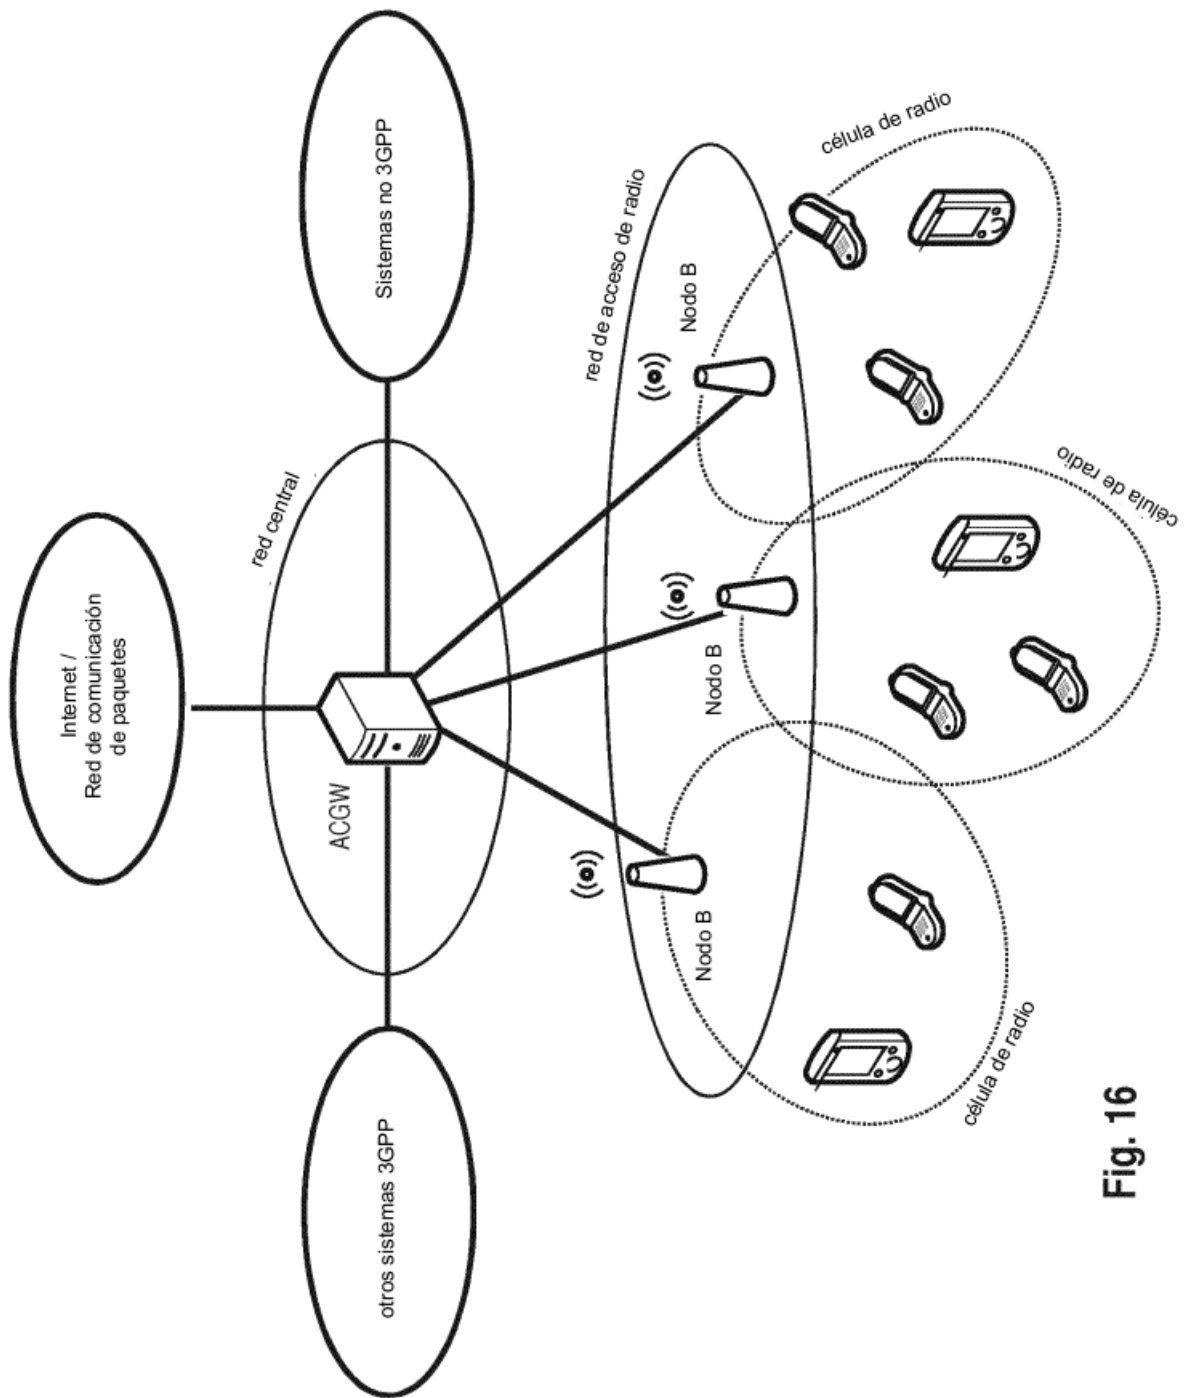 Internet /
Red de comunicación
de paquetes
red central
ACGW
otros sistemas 3GPP
Sistemas no 3GPP
red de acceso de radio
Nodo B
Nodo B
Nodo B
célula de radio
célula de radio
célula de radio
Fig. 16